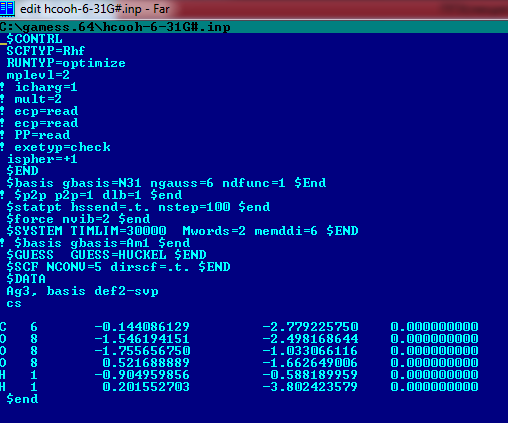 edit hcooh-6-31G#.inp - Far
C:\gamess.64\hcooh-6-31G#.inp
$CONTRL
SCFTYP=Rhf
RUNTYP=optimize
mplevl=2
! icharg=1
! mult=2
! ecp=read
! ecp=read
! PP=read
! exetyp=check
ispher=+1
$END
$basis gbasis=N31 ngauss=6 ndfunc=1 $End
! $p2p p2p=1 dlb=1 $end
$statpt hssend=.t. nstep=100 $end
$force nvib=2 $end
$SYSTEM TIMLIM=30000 Mwords=2 memddi=6 $END
! $basis gbasis=Am1 $end
$GUESS GUESS=HUCKEL $END
$SCF NCONV=5 dirscf=.t. $END
$DATA
Ag3, basis def2-svp
cs
C 6 -0.144086129 -2.779225750 0.000000000
O 8 -1.546194151 -2.498168644 0.000000000
O 8 -1.755656750 -1.033066116 0.000000000
O 8 0.521688889 -1.662649006 0.000000000
H 1 -0.904959856 -0.588189959 0.000000000
H 1 0.201552703 -3.802423579 0.000000000
$end